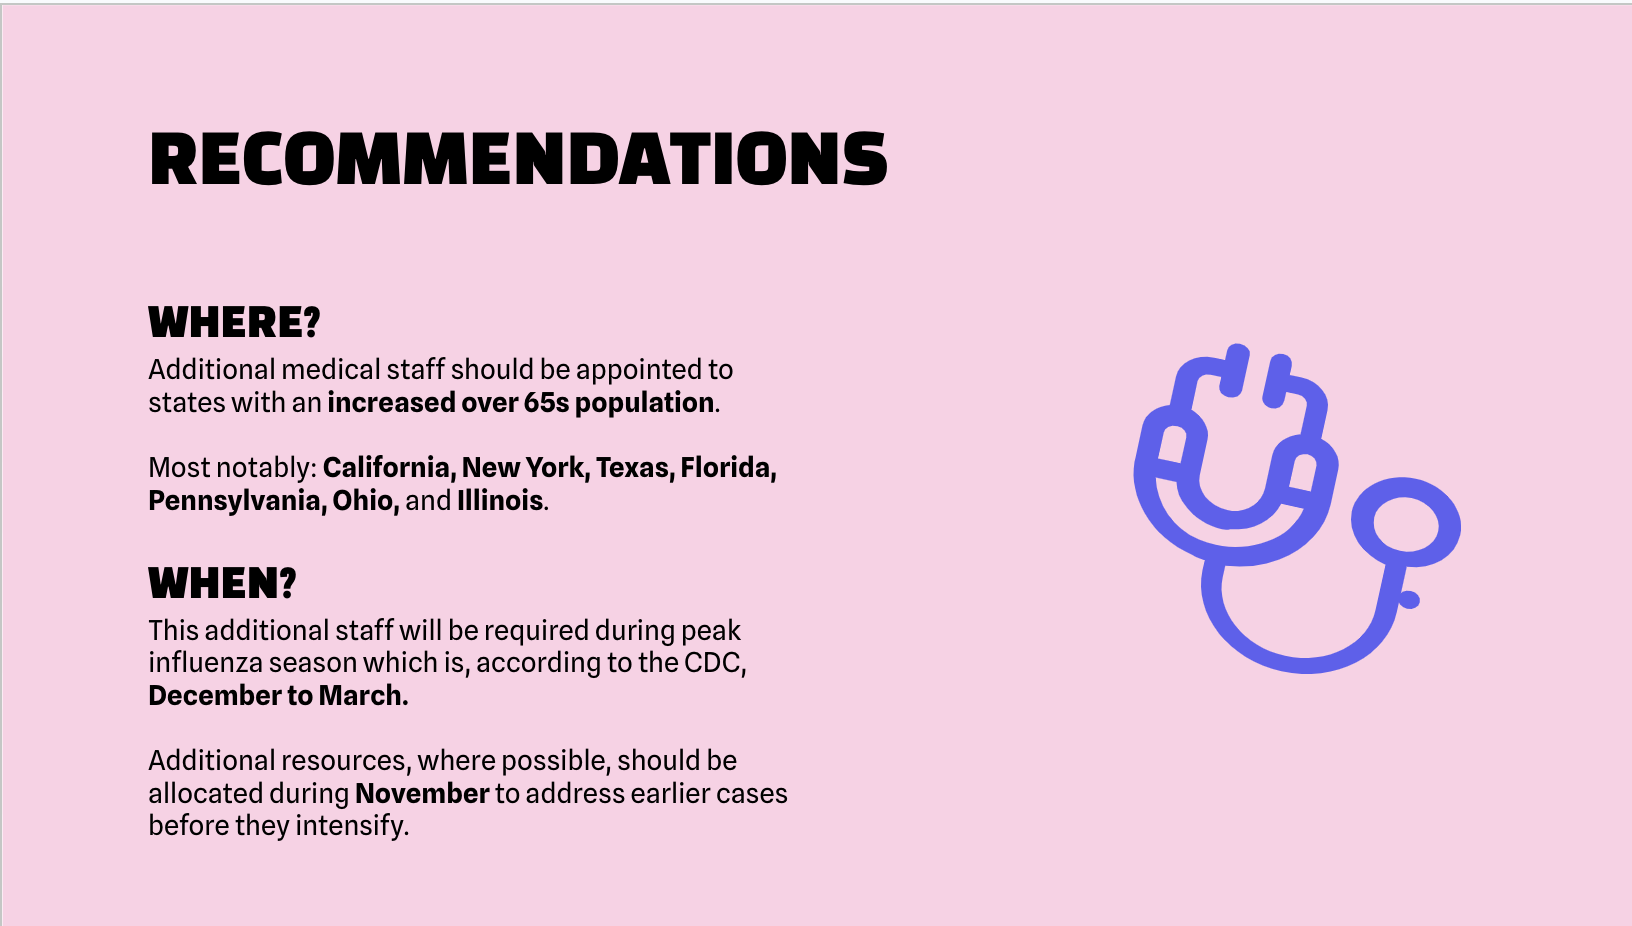 RECOMMENDATIONS
WHERE?
Additional medical staff should be appointed to
states with an increased over 65s population.
Most notably: California, New York, Texas, Florida,
Pennsylvania, Ohio, and Illinois.
WHEN?
This additional staff will be required during peak
influenza season which is, according to the CDC,
December to March.
Additional resources, where possible, should be
allocated during November to address earlier cases
before they intensify.